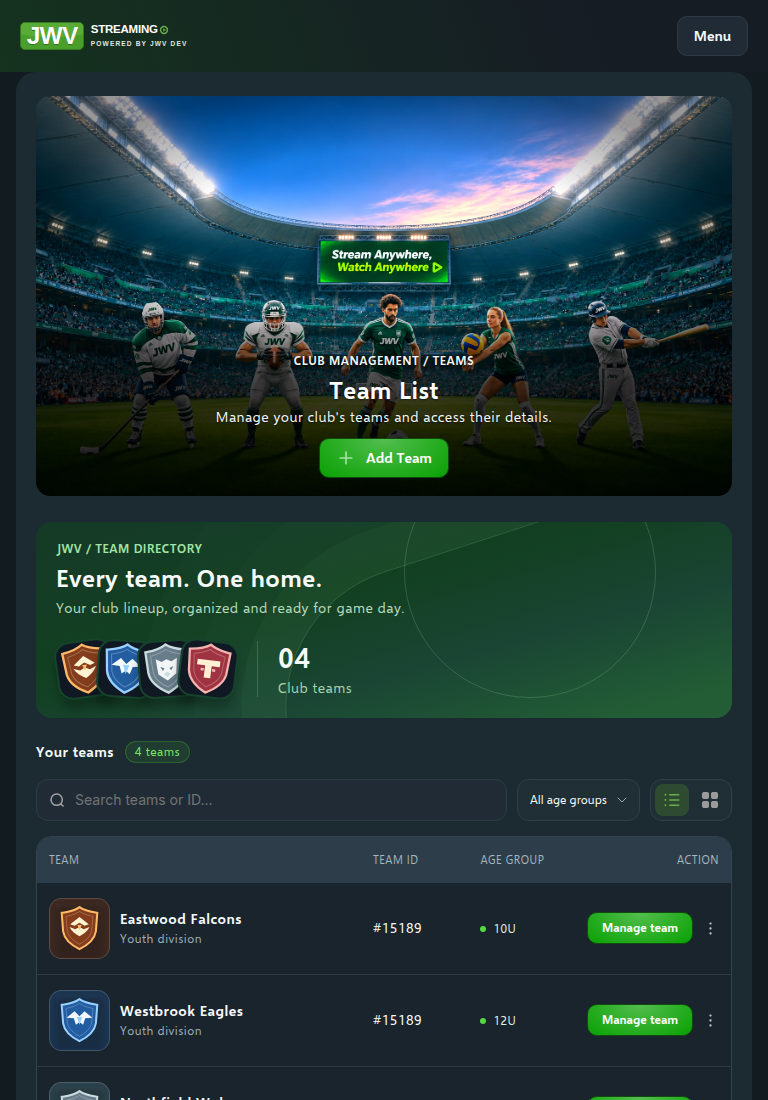 JWV STREAMING
POWERED BY JWV DEV
Menu
Stream Anywhere,
Watch Anywhere
JWV
JWV
JWV
JWV
CLUB MANAGEMENT / TEAMS
Team List
Manage your club's teams and access their details.
Add Team
JWV / TEAM DIRECTORY
Every team. One home.
Your club lineup, organized and ready for game day.
T
04
Club teams
Your teams
4 teams
Search teams or ID...
All age groups
TEAM
TEAM ID
AGE GROUP
ACTION
Eastwood Falcons
Youth division
#15189
10U
Manage team
Westbrook Eagles
Youth division
#15189
12U
Manage team